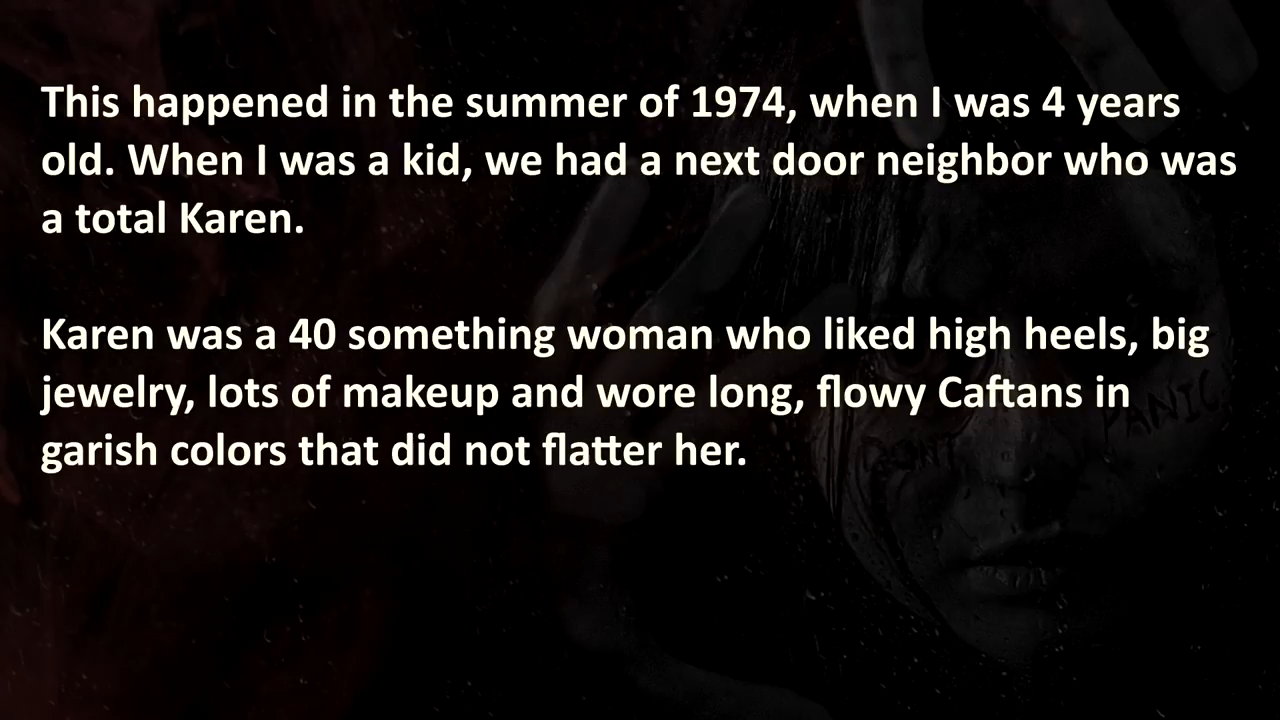 This happened in the summer of 1974, when I was 4 years
old. When I was a kid, we had a next door neighbor who was
a total Karen.
Karen was a 40 something woman who liked high heels, big
jewelry, lots of makeup and wore long, flowy Caftans in
garish colors that did not flatter her.
PANIC